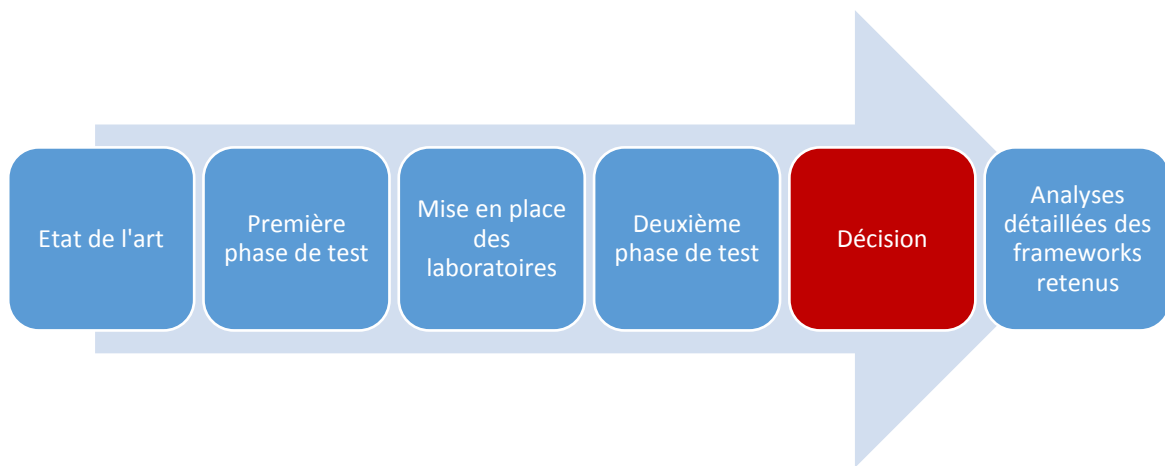 Etat de l'art
Première
phase de test
Mise en place
des
laboratoires
Deuxième
phase de test
Décision
Analyses
détaillées des
frameworks
retenus